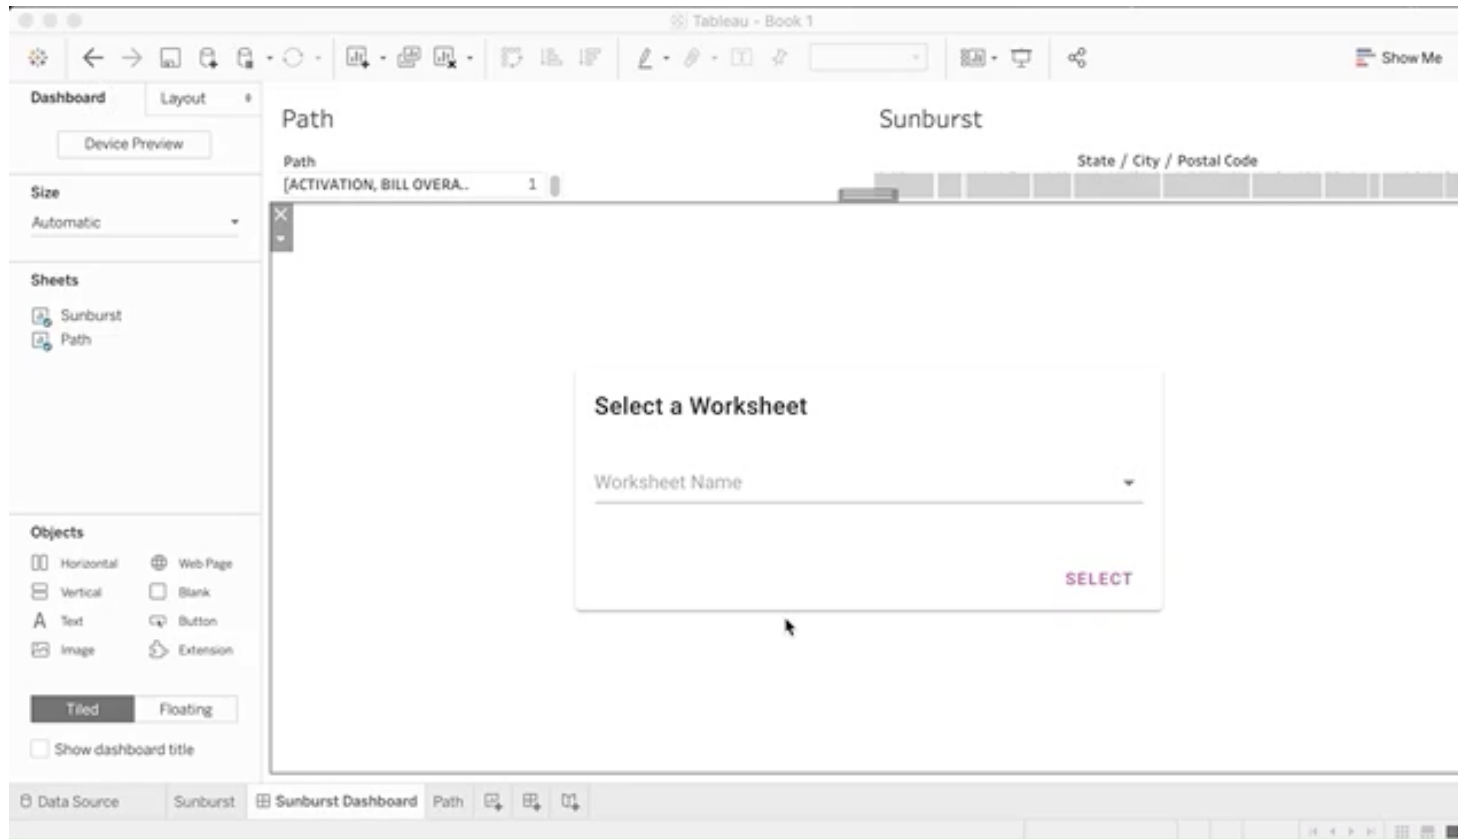 Tableau - Book 1
Show Me
Dashboard
Layout
Device Preview
Size
Automatic
Sheets
Sunburst
Path
Objects
Horizontal
Web Page
Vertical
Blank
A Text
Button
Image
Extension
Tiled
Floating
Show dashboard title
Path
Path
[ACTIVATION, BILL OVERA.. 1
Sunburst
State / City / Postal Code
Select a Worksheet
Worksheet Name
SELECT
Data Source
Sunburst
Sunburst Dashboard
Path